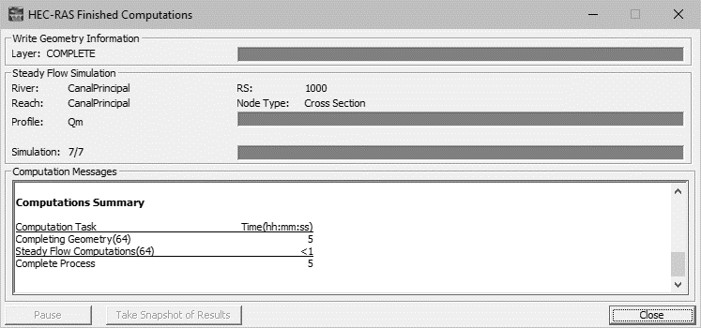 HEC-RAS Finished Computations
Write Geometry Information
Layer: COMPLETE
Steady Flow Simulation
River: CanalPrincipal RS: 1000
Reach: CanalPrincipal Node Type: Cross Section
Profile: Qm
Simulation: 7/7
Computation Messages
Computations Summary
Computation Task Time(hh:mm:ss)
Completing Geometry(64) 5
Steady Flow Computations(64) <1
Complete Process 5
Pause Take Snapshot of Results Close